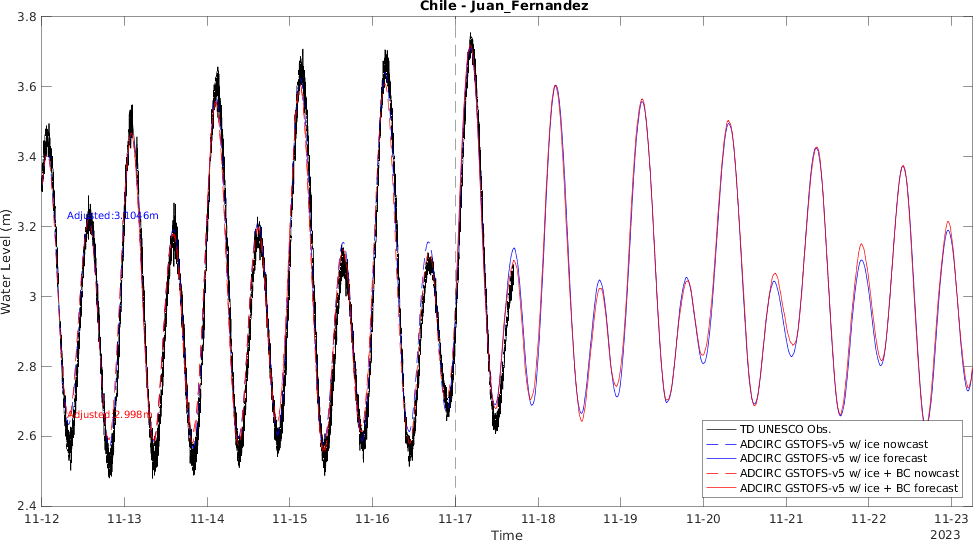 Chile - Juan_Fernandez
3.8
3.6
3.4
3.2
3
2.8
2.6
2.4
Water Level (m)
Adjusted:3.1046m
Adjusted:2.998m
TD UNESCO Obs.
ADCIRC GSTOFS-v5 w/ ice nowcast
ADCIRC GSTOFS-v5 w/ ice forecast
ADCIRC GSTOFS-v5 w/ ice + BC nowcast
ADCIRC GSTOFS-v5 w/ ice + BC forecast
11-12 11-13 11-14 11-15 11-16 11-17 11-18 11-19 11-20 11-21 11-22 11-23
Time
2023